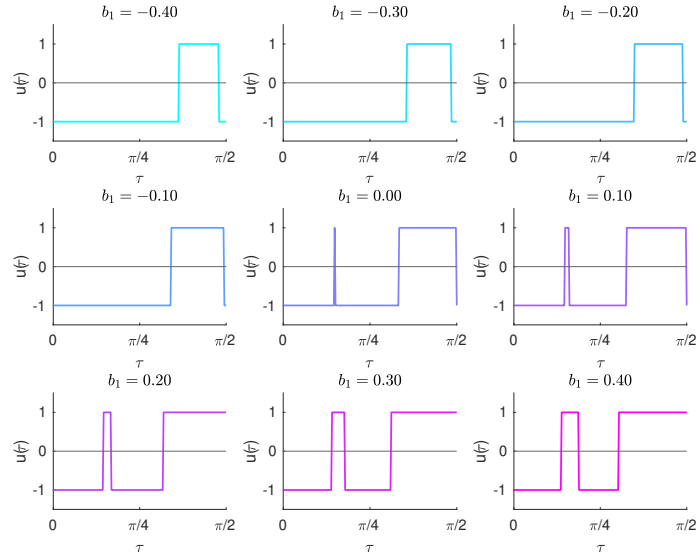 b₁ = −0.40
b₁ = −0.30
b₁ = −0.20
1
0
-1
u(τ)
0
π/4
π/2
τ
1
0
-1
u(τ)
0
π/4
π/2
τ
1
0
-1
u(τ)
0
π/4
π/2
τ
b₁ = −0.10
b₁ = 0.00
b₁ = 0.10
1
0
-1
u(τ)
0
π/4
π/2
τ
1
0
-1
u(τ)
0
π/4
π/2
τ
1
0
-1
u(τ)
0
π/4
π/2
τ
b₁ = 0.20
b₁ = 0.30
b₁ = 0.40
1
0
-1
u(τ)
0
π/4
π/2
τ
1
0
-1
u(τ)
0
π/4
π/2
τ
1
0
-1
u(τ)
0
π/4
π/2
τ